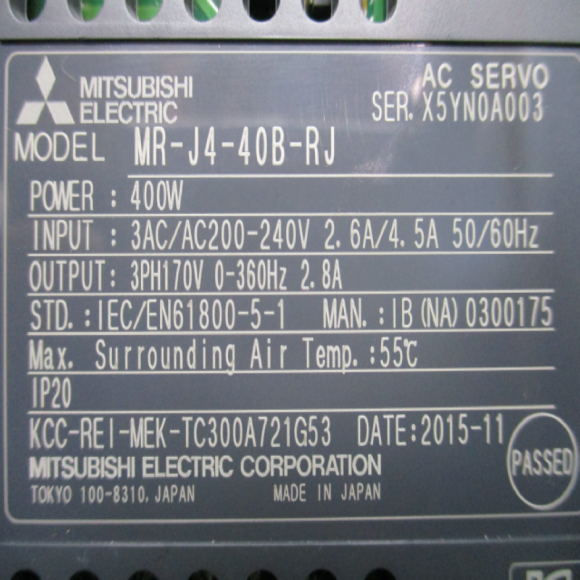 MITSUBISHI
ELECTRIC
AC SERVO
SER. X5YN0A003
MODEL MR-J4-40B-RJ
POWER : 400W
INPUT : 3AC/AC200-240V 2.6A/4.5A 50/60Hz
OUTPUT: 3PH170V 0-360Hz 2.8A
STD.:IEC/EN61800-5-1 MAN.:IB(NA)0300175
Max. Surrounding Air Temp.:55℃
IP20
KCC-REI-MEK-TC300A721G53 DATE:2015-11
PASSED
MITSUBISHI ELECTRIC CORPORATION
TOKYO 100-8310, JAPAN MADE IN JAPAN